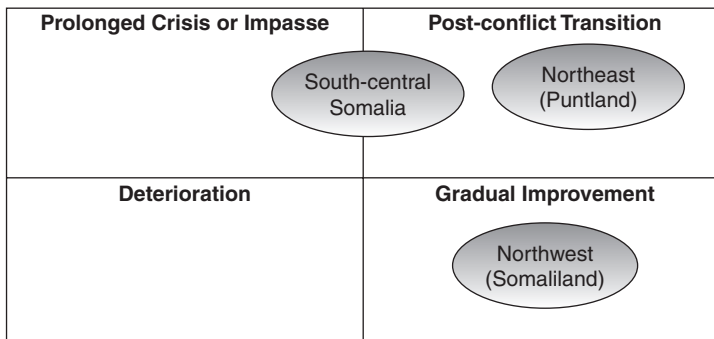 Prolonged Crisis or Impasse
Post-conflict Transition
South-central
Somalia
Northeast
(Puntland)
Deterioration
Gradual Improvement
Northwest
(Somaliland)